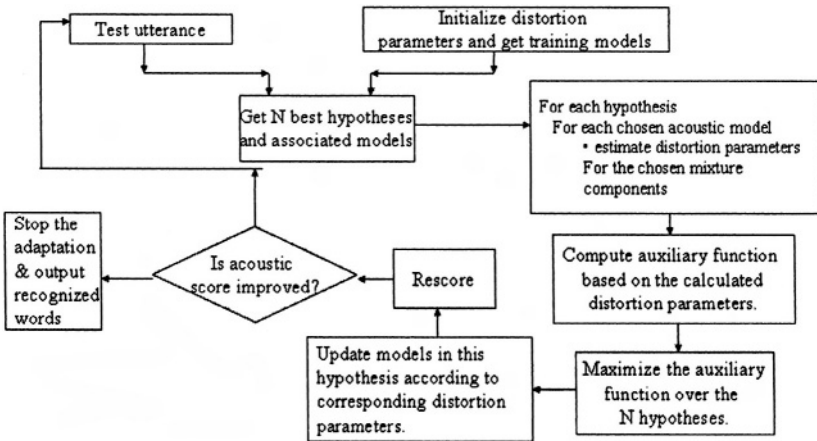 Test utterance
Initialize distortion
parameters and get training models
Get N best hypotheses
and associated models
For each hypothesis
For each chosen acoustic model
• estimate distortion parameters
For the chosen mixture
components
Compute auxiliary function
based on the calculated
distortion parameters.
Maximize the auxiliary
function over the
N hypotheses.
Update models in this
hypothesis according to
corresponding distortion
parameters.
Rescore
Is acoustic
score improved?
Stop the
adaptation
& output
recognized
words